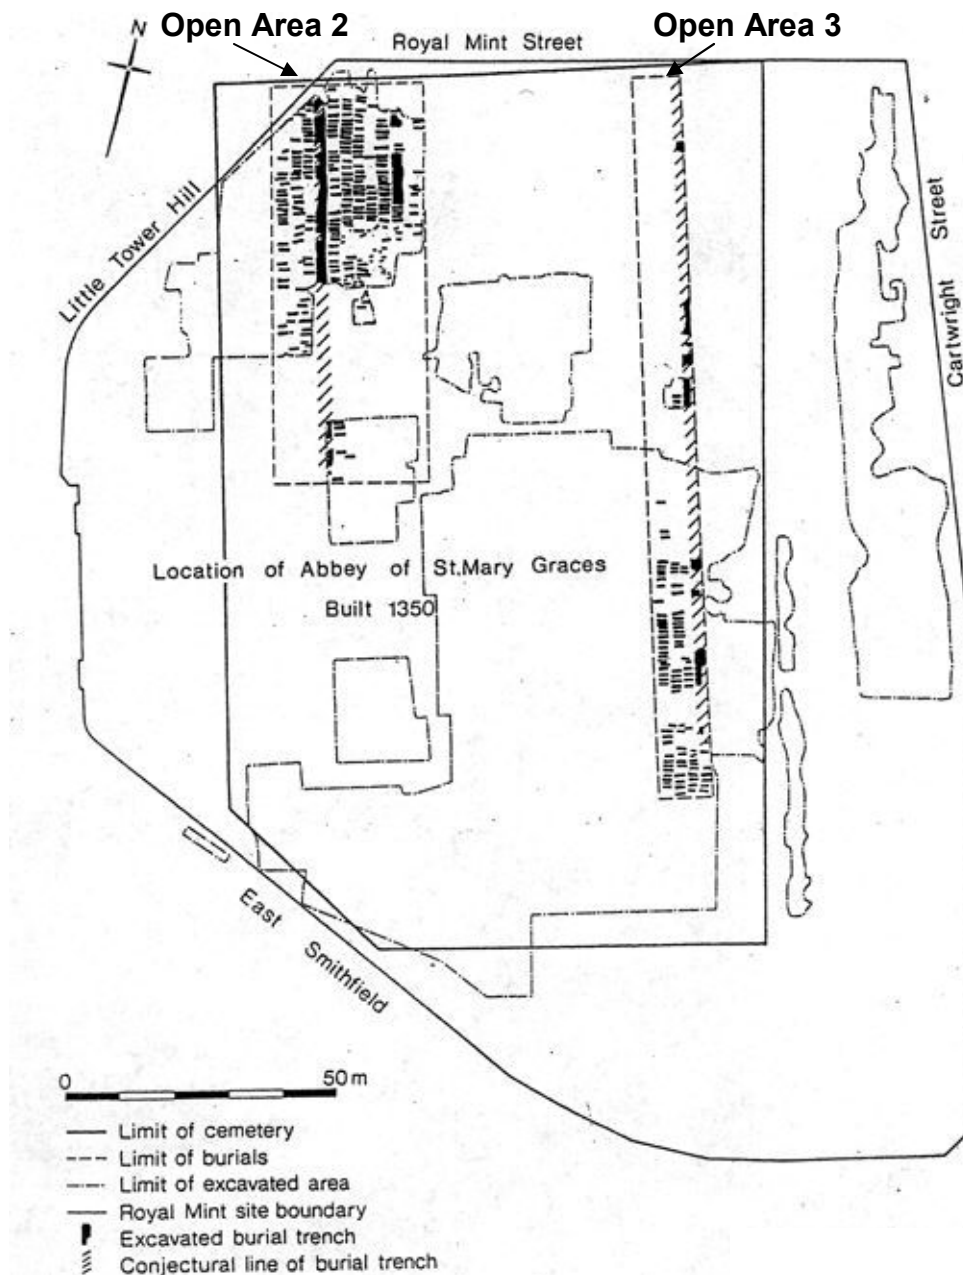 Open Area 2
Open Area 3
N
Royal Mint Street
Little Tower Hill
Cartwright Street
Location of Abbey of St.Mary Graces
Built 1350
East Smithfield
0 50m
Limit of cemetery
Limit of burials
Limit of excavated area
Royal Mint site boundary
Excavated burial trench
Conjectural line of burial trench